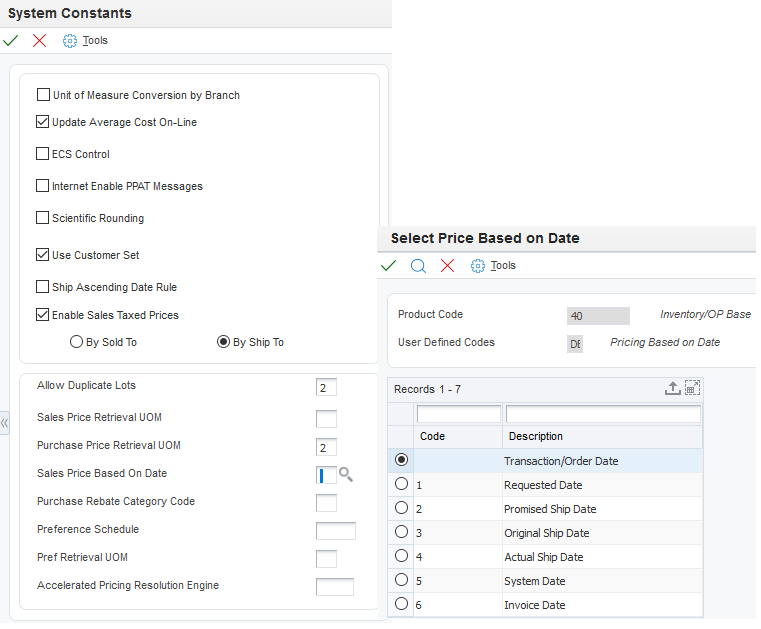 System Constants
Tools
Unit of Measure Conversion by Branch
Update Average Cost On-Line
ECS Control
Internet Enable PPAT Messages
Scientific Rounding
Use Customer Set
Ship Ascending Date Rule
Enable Sales Taxed Prices
By Sold To By Ship To
Allow Duplicate Lots 2
Sales Price Retrieval UOM
Purchase Price Retrieval UOM 2
Sales Price Based On Date
Purchase Rebate Category Code
Preference Schedule
Pref Retrieval UOM
Accelerated Pricing Resolution Engine
Select Price Based on Date
Tools
Product Code 40 Inventory/OP Base
User Defined Codes DE Pricing Based on Date
Records 1 - 7
Code Description
Transaction/Order Date
1 Requested Date
2 Promised Ship Date
3 Original Ship Date
4 Actual Ship Date
5 System Date
6 Invoice Date